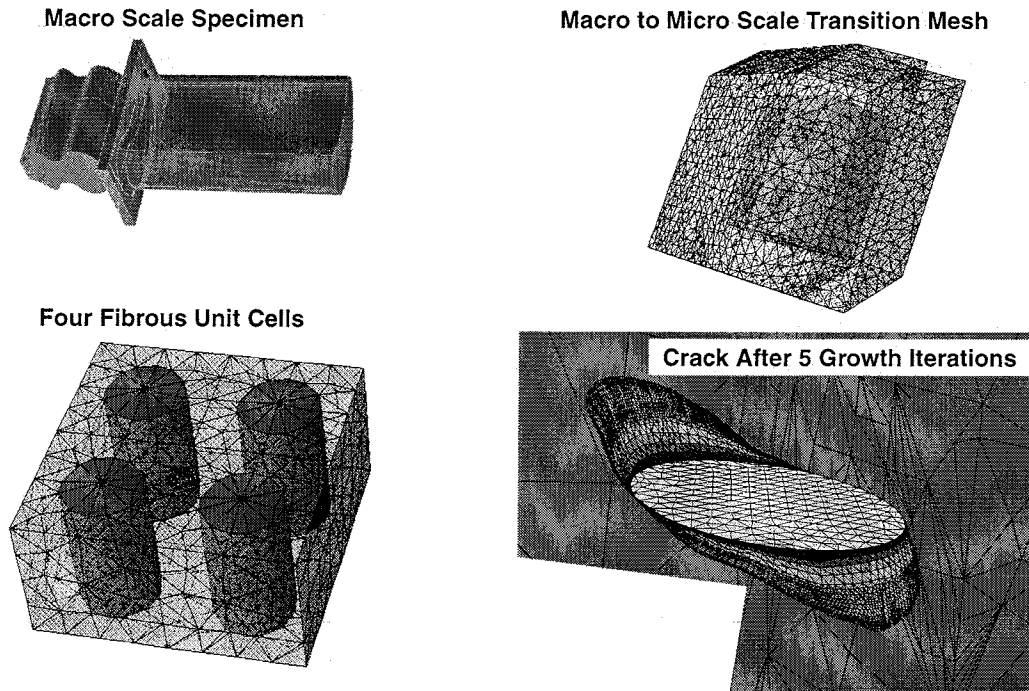 Macro Scale Specimen
Macro to Micro Scale Transition Mesh
Four Fibrous Unit Cells
Crack After 5 Growth Iterations